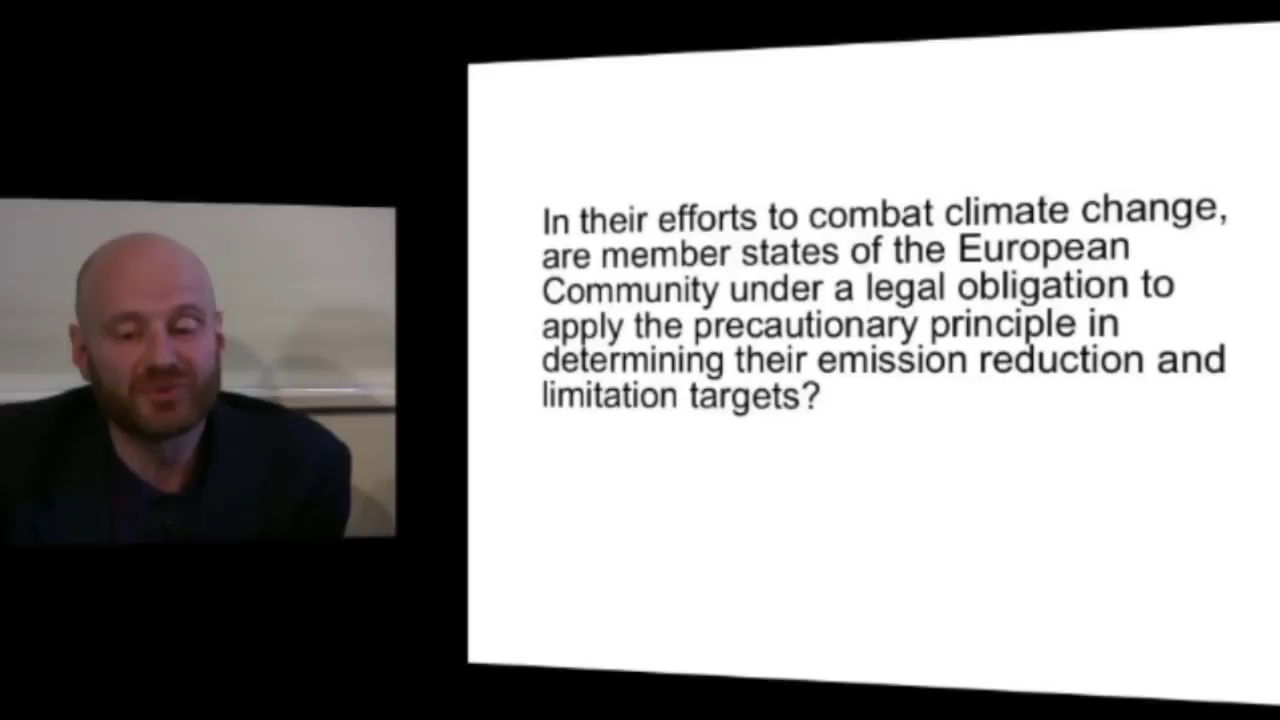 In their efforts to combat climate change,
are member states of the European
Community under a legal obligation to
apply the precautionary principle in
determining their emission reduction and
limitation targets?